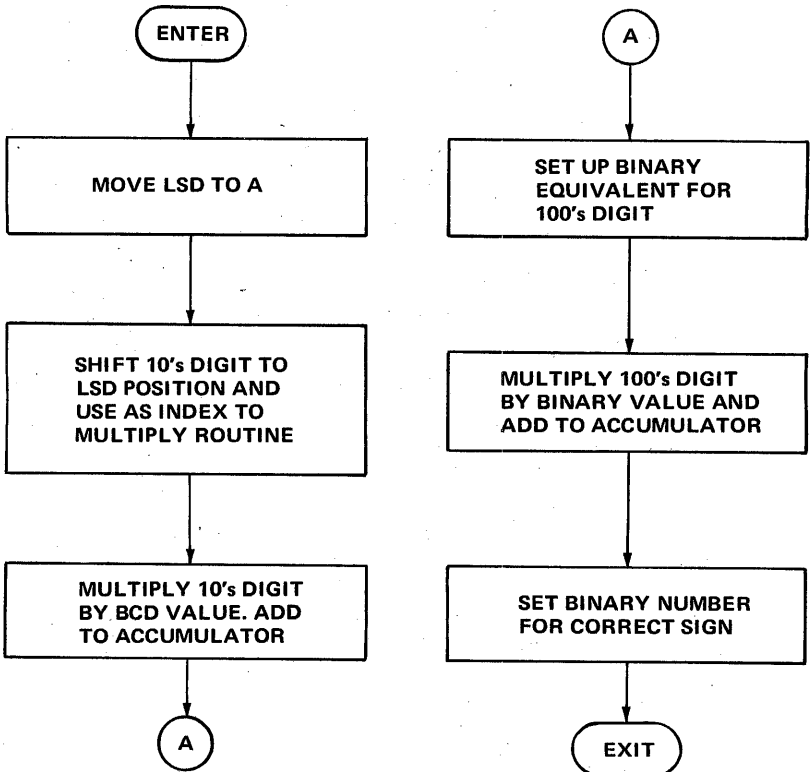 ENTER
MOVE LSD TO A
SHIFT 10's DIGIT TO
LSD POSITION AND
USE AS INDEX TO
MULTIPLY ROUTINE
MULTIPLY 10's DIGIT
BY BCD VALUE. ADD
TO ACCUMULATOR
A
A
SET UP BINARY
EQUIVALENT FOR
100's DIGIT
MULTIPLY 100's DIGIT
BY BINARY VALUE AND
ADD TO ACCUMULATOR
SET BINARY NUMBER
FOR CORRECT SIGN
EXIT